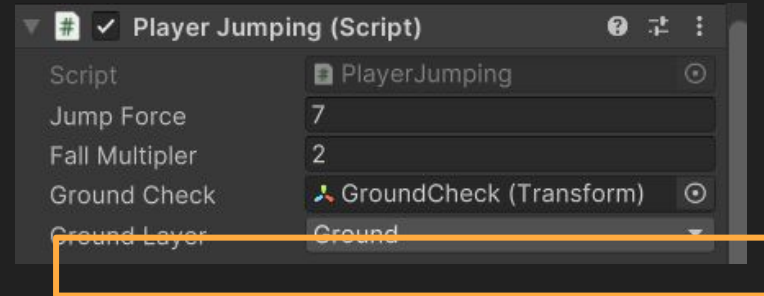 Player Jumping (Script)
Script PlayerJumping
Jump Force 7
Fall Multipler 2
Ground Check GroundCheck (Transform)
Ground Layer Ground